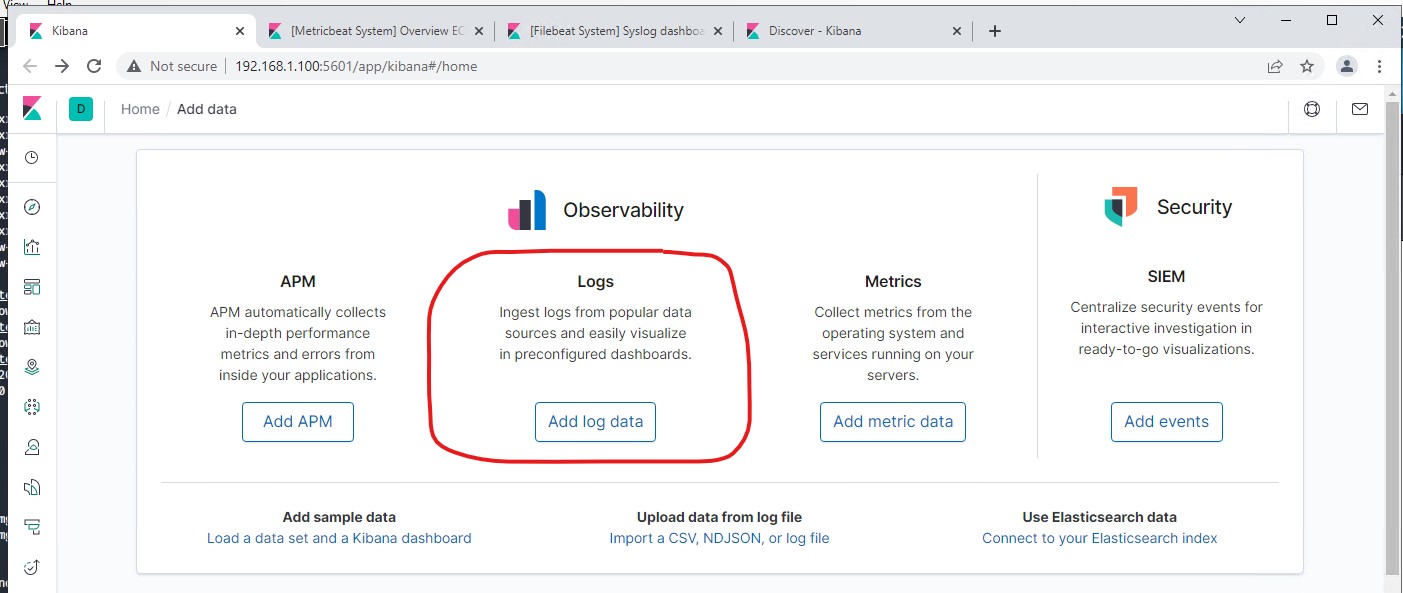 View Help
Kibana
[Metricbeat System] Overview EC
[Filebeat System] Syslog dashboa
Discover - Kibana
Not secure
192.168.1.100:5601/app/kibana#/home
D
Home / Add data
Observability
Security
APM
APM automatically collects
in-depth performance
metrics and errors from
inside your applications.
Add APM
Logs
Ingest logs from popular data
sources and easily visualize
in preconfigured dashboards.
Add log data
Metrics
Collect metrics from the
operating system and
services running on your
servers.
Add metric data
SIEM
Centralize security events for
interactive investigation in
ready-to-go visualizations.
Add events
Add sample data
Load a data set and a Kibana dashboard
Upload data from log file
Import a CSV, NDJSON, or log file
Use Elasticsearch data
Connect to your Elasticsearch index